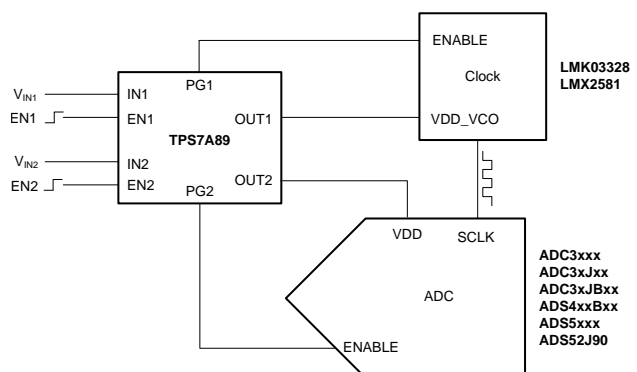 ENABLE
Clock
VDD_VCO
LMK03328
LMX2581
VIN1
EN1
VIN2
EN2
PG1
IN1
EN1
OUT1
TPS7A89
IN2
EN2
OUT2
PG2
VDD
SCLK
ADC
ENABLE
ADC3xxx
ADC3xJxx
ADC3xJBxx
ADS4xxBxx
ADS5xxx
ADS52J90